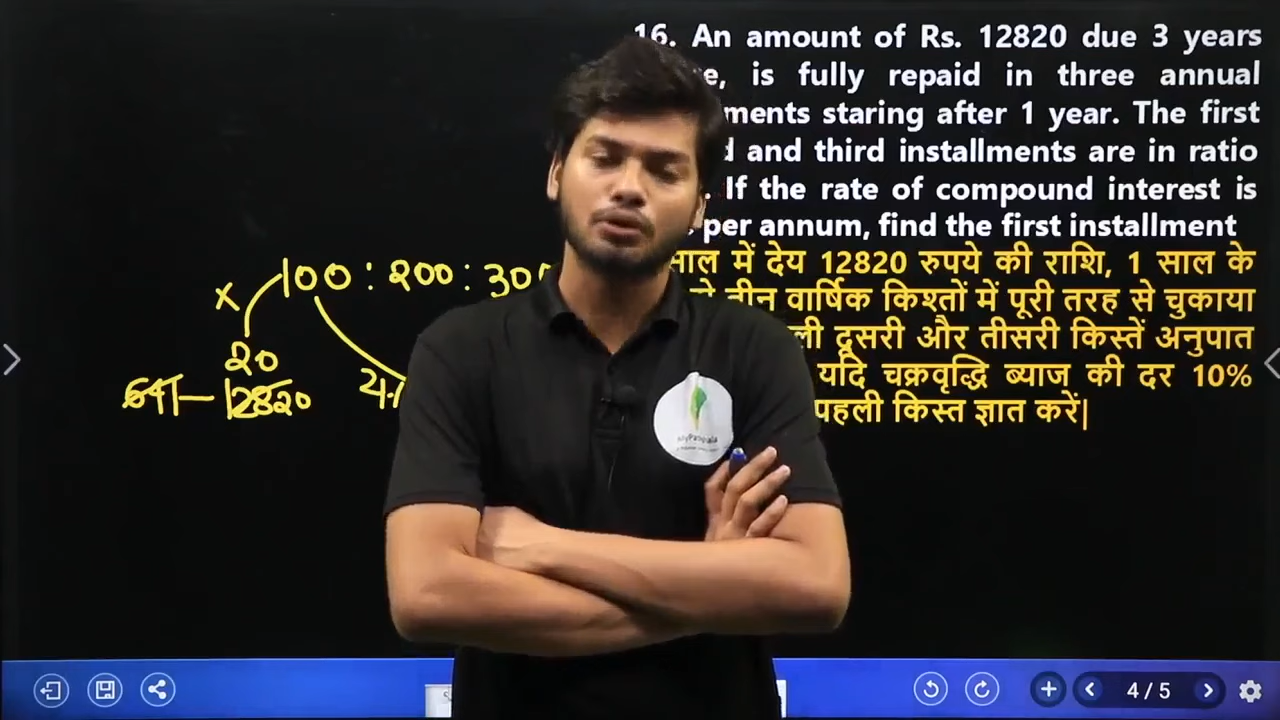 16. An amount of Rs. 12820 due 3 years
is fully repaid in three annual
staring after 1 year. The first
and third installments are in ratio
If the rate of compound interest is
per annum, find the first installment
में देय 12820 रुपये की राशि, 1 साल के
तीन वार्षिक किश्तों में पूरी तरह से चुकाया
दूसरी और तीसरी किस्तें अनुपात
यदि चक्रवृद्धि ब्याज की दर 10%
पहली किस्त ज्ञात करें|
x 100 : 200 : 300
20
641 – 12820
MyPathshala
4 / 5